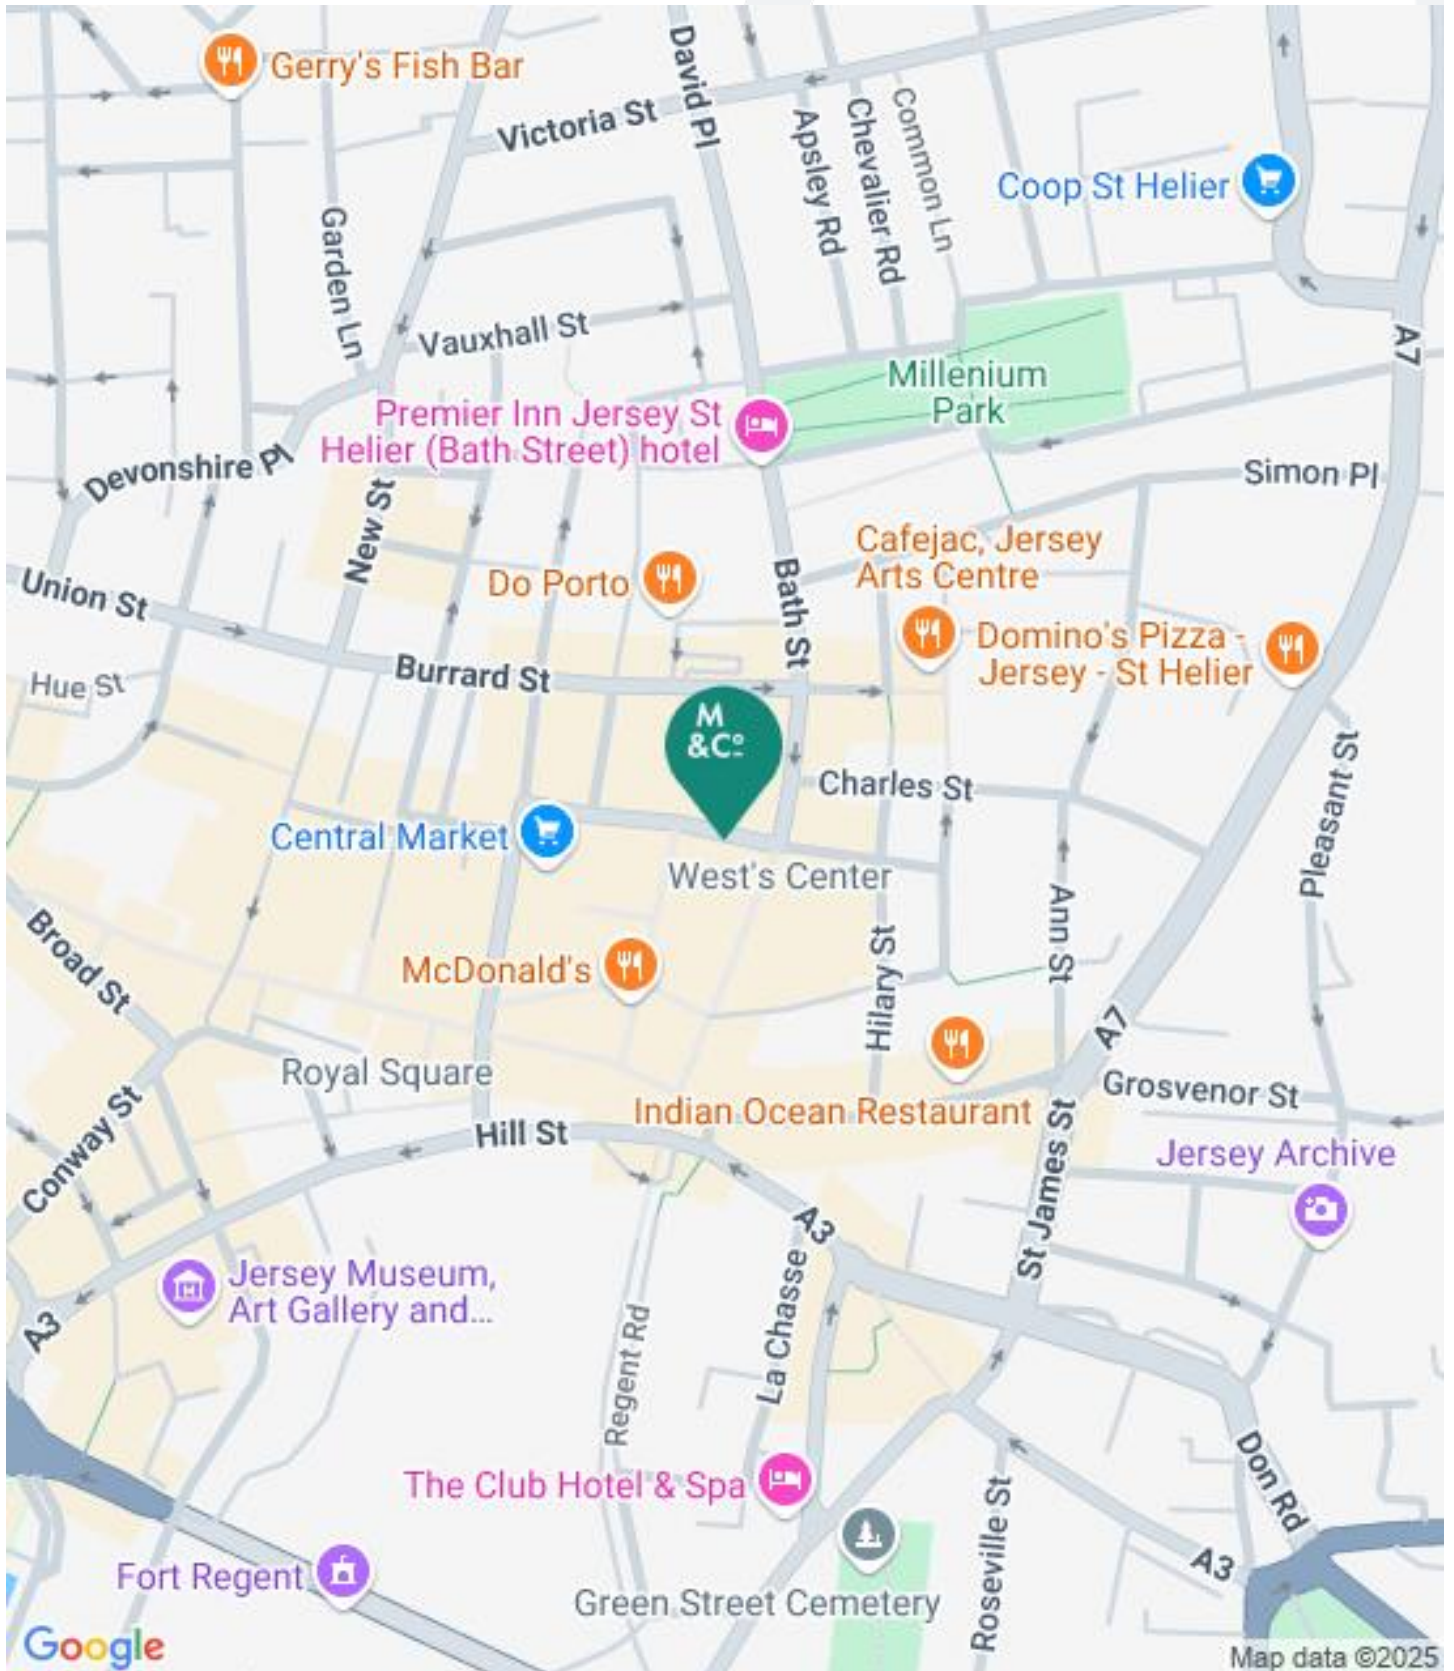 Gerry's Fish Bar
David Pl
Victoria St
Apsley Rd
Chevalier Rd
Common Ln
Coop St Helier
Garden Ln
Vauxhall St
A7
Millenium
Park
Premier Inn Jersey St
Helier (Bath Street) hotel
Devonshire Pl
Simon Pl
New St
Cafejac, Jersey
Arts Centre
Do Porto
Bath St
Union St
Domino's Pizza -
Jersey - St Helier
Burrard St
Hue St
M
&Co
Charles St
Pleasant St
Central Market
West's Center
Ann St
Broad St
McDonald's
Hilary St
A7
Royal Square
Grosvenor St
Indian Ocean Restaurant
Hill St
Conway St
Jersey Archive
St James St
A3
La Chasse
Jersey Museum,
Art Gallery and...
A3
Regent Rd
Don Rd
The Club Hotel & Spa
Roseville St
A3
Fort Regent
Green Street Cemetery
Google
Map data ©2025